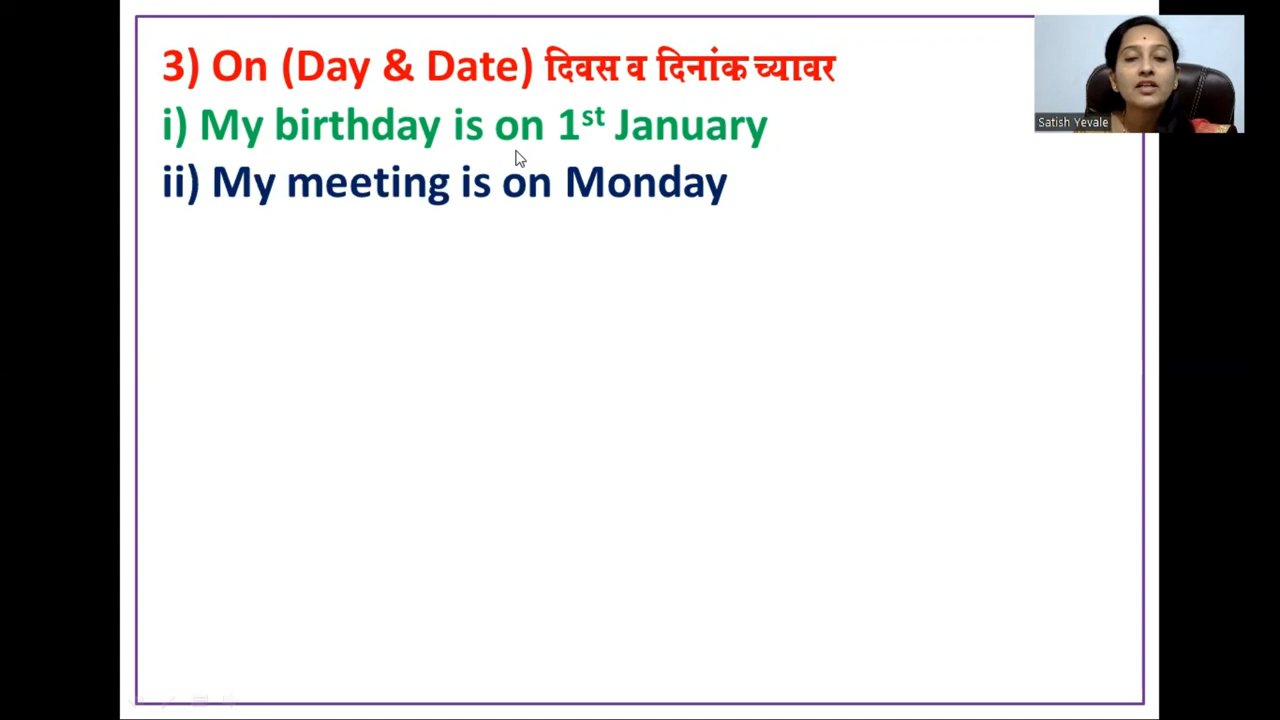 3) On (Day & Date) दिवस व दिनांक च्यावर
i) My birthday is on 1st January
ii) My meeting is on Monday
Satish Yevale